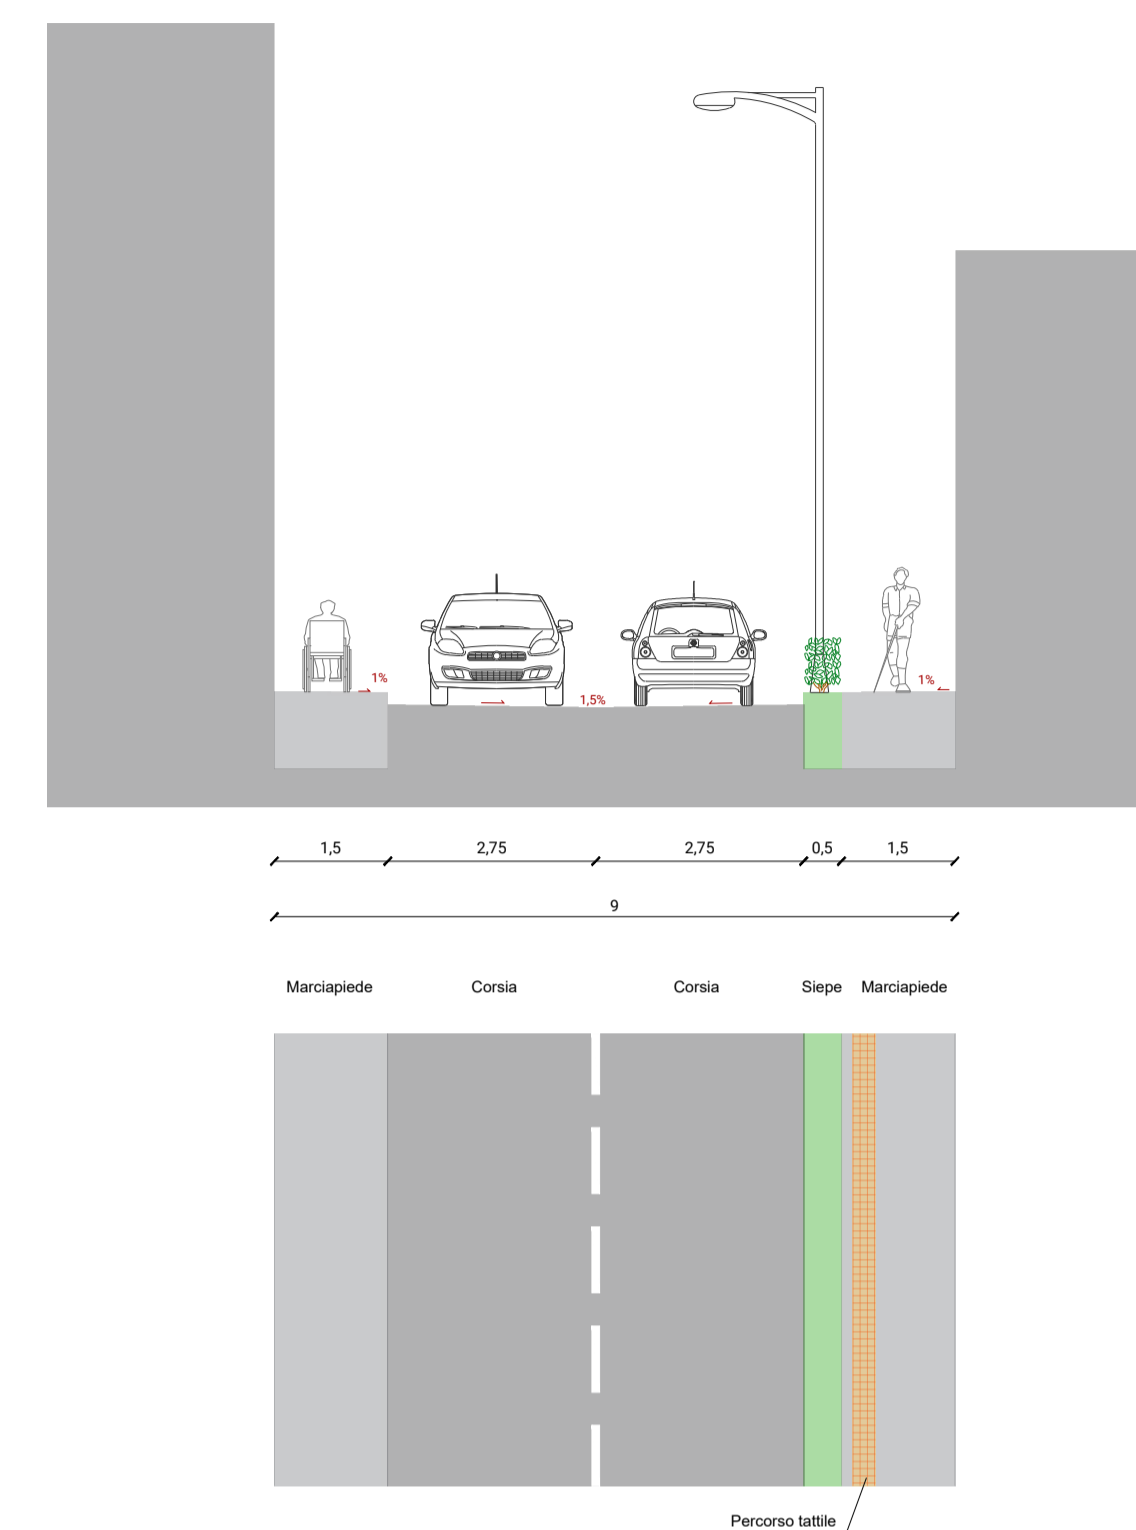 1%
1,5%
1%
1,5 2,75 2,75 0,5 1,5
9
Marciapiede Corsia Corsia Siepe Marciapiede
Percorso tattile